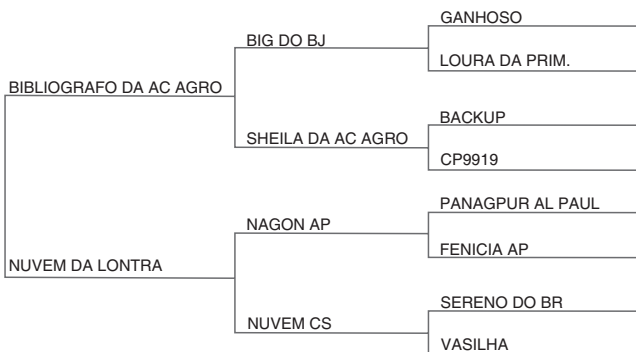 GANHOSO
BIG DO BJ
LOURA DA PRIM.
BIBLIOGRAFO DA AC AGRO
BACKUP
SHEILA DA AC AGRO
CP9919
PANAGPUR AL PAUL
NAGON AP
FENICIA AP
NUVEM DA LONTRA
SERENO DO BR
NUVEM CS
VASILHA